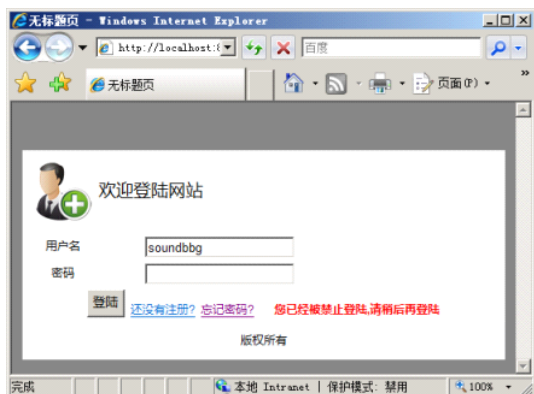 无标题页 - Windows Internet Explorer
http://localhost:
百度
无标题页
页面(P)
»
欢迎登陆网站
用户名 soundbbg
密码
登陆 还没有注册? 忘记密码? 您已经被禁止登陆,请稍后再登陆
版权所有
完成 本地 Intranet | 保护模式: 禁用 100%